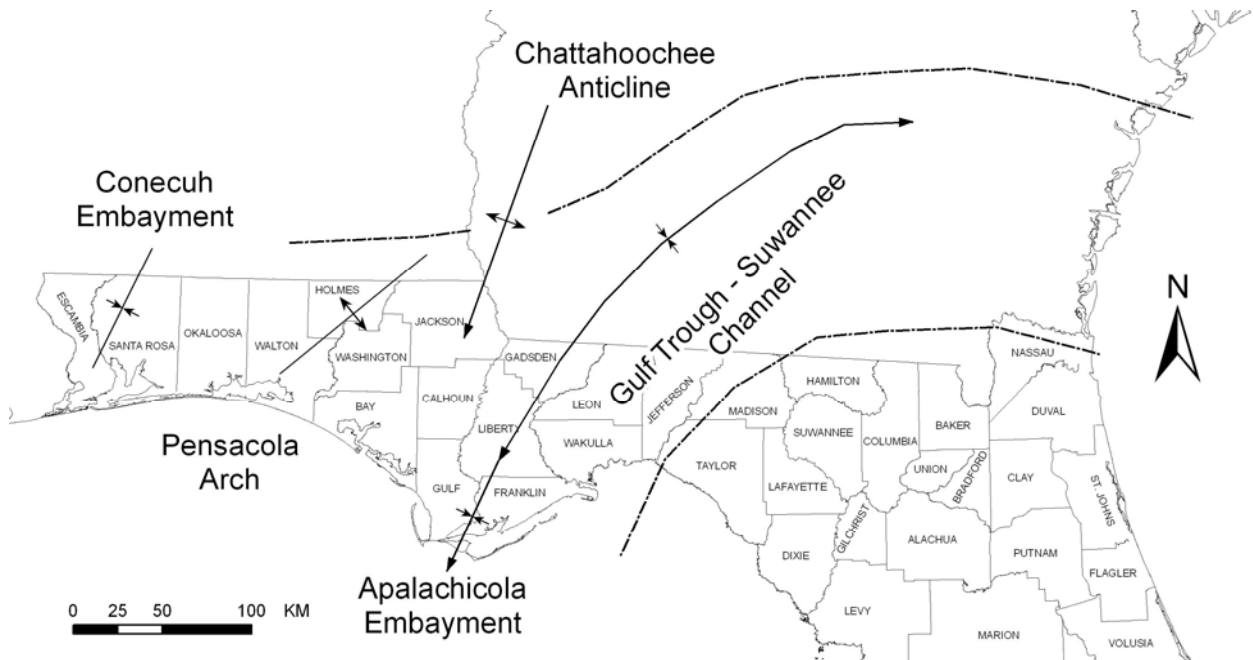 Chattahoochee
Anticline
Conecuh
Embayment
Gulf Trough - Suwannee
Channel
N
ESCAMBIA
SANTA ROSA
OKALOOSA
WALTON
HOLMES
WASHINGTON
JACKSON
BAY
CALHOUN
GADSDEN
LIBERTY
GULF
FRANKLIN
LEON
WAKULLA
JEFFERSON
MADISON
TAYLOR
HAMILTON
SUWANNEE
LAFAYETTE
DIXIE
COLUMBIA
BAKER
NASSAU
DUVAL
UNION
BRADFORD
CLAY
ST. JOHNS
GILCHRIST
ALACHUA
PUTNAM
FLAGLER
LEVY
MARION
VOLUSIA
Pensacola
Arch
Apalachicola
Embayment
0 25 50 100 KM